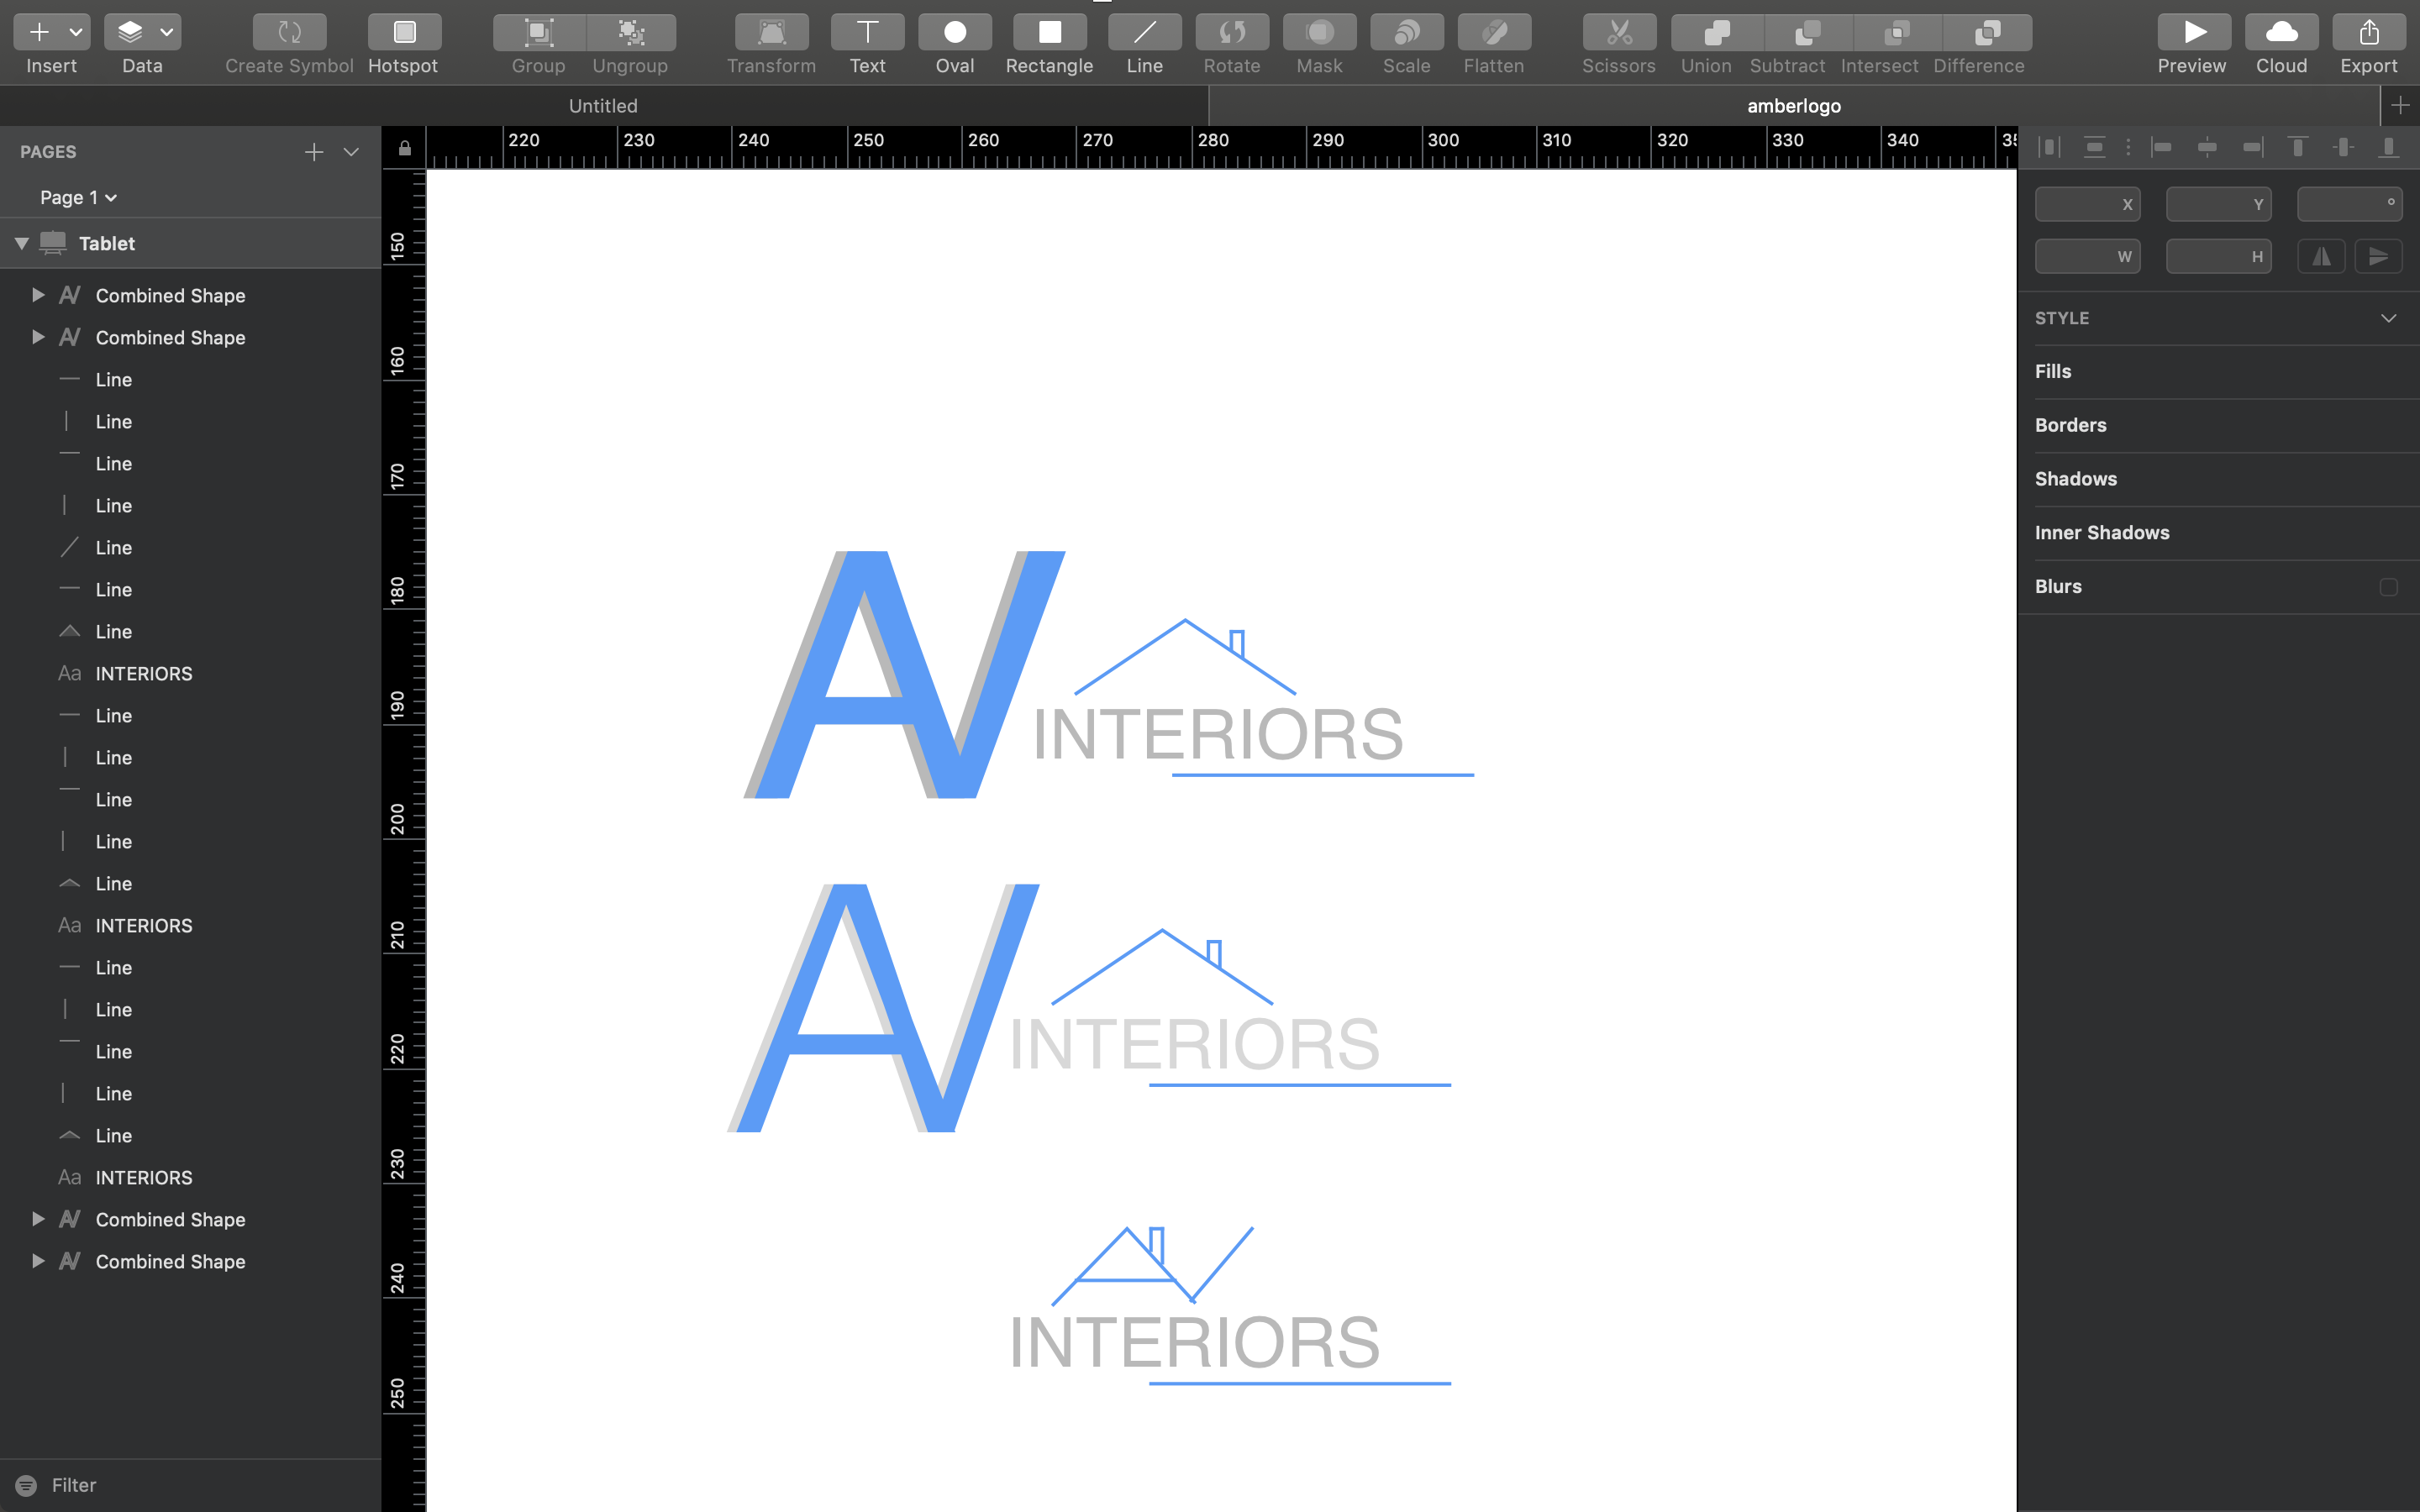 Insert Data Create Symbol Hotspot Group Ungroup Transform Text Oval Rectangle Line Rotate Mask Scale Flatten Scissors Union Subtract Intersect Difference Preview Cloud Export
Untitled amberlogo
PAGES
Page 1
Tablet
Combined Shape
Combined Shape
Line
Line
Line
Line
Line
Line
Line
Aa INTERIORS
Line
Line
Line
Line
Line
Aa INTERIORS
Line
Line
Line
Line
Line
Aa INTERIORS
Combined Shape
Combined Shape
Filter
220 230 240 250 260 270 280 290 300 310 320 330 340
150
160
170
180
190
200
210
220
230
240
250
AV
INTERIORS
AV
INTERIORS
INTERIORS
X Y °
W H
STYLE
Fills
Borders
Shadows
Inner Shadows
Blurs